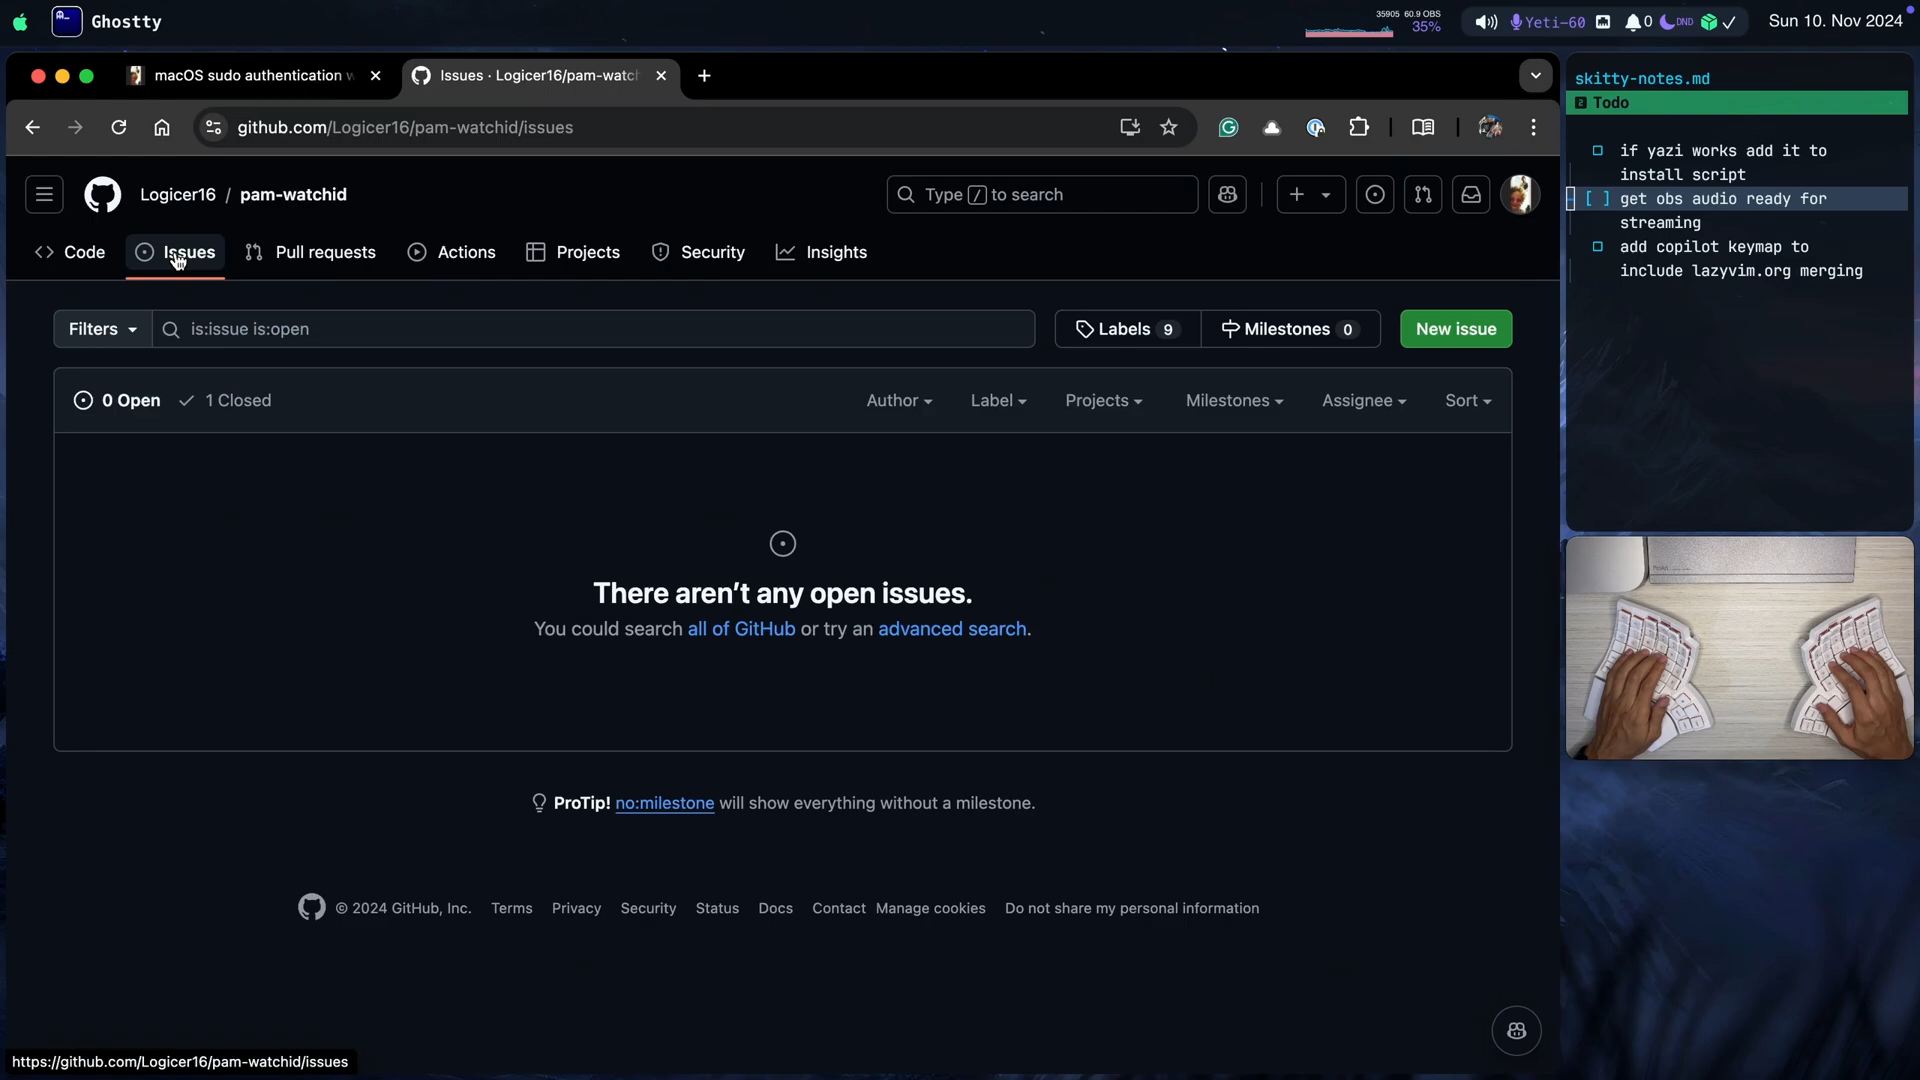 Ghostty
35905 60.9 OBS
35%
Yeti-60
0
DND
Sun 10. Nov 2024
macOS sudo authentication w
Issues · Logicer16/pam-watch
github.com/Logicer16/pam-watchid/issues
Logicer16 / pam-watchid
Type / to search
Code
Issues
Pull requests
Actions
Projects
Security
Insights
Filters
is:issue is:open
Labels 9
Milestones 0
New issue
0 Open
1 Closed
Author
Label
Projects
Milestones
Assignee
Sort
There aren't any open issues.
You could search all of GitHub or try an advanced search.
ProTip! no:milestone will show everything without a milestone.
© 2024 GitHub, Inc.
Terms
Privacy
Security
Status
Docs
Contact
Manage cookies
Do not share my personal information
https://github.com/Logicer16/pam-watchid/issues
skitty-notes.md
Todo
if yazi works add it to
install script
[ ] get obs audio ready for
streaming
add copilot keymap to
include lazyvim.org merging